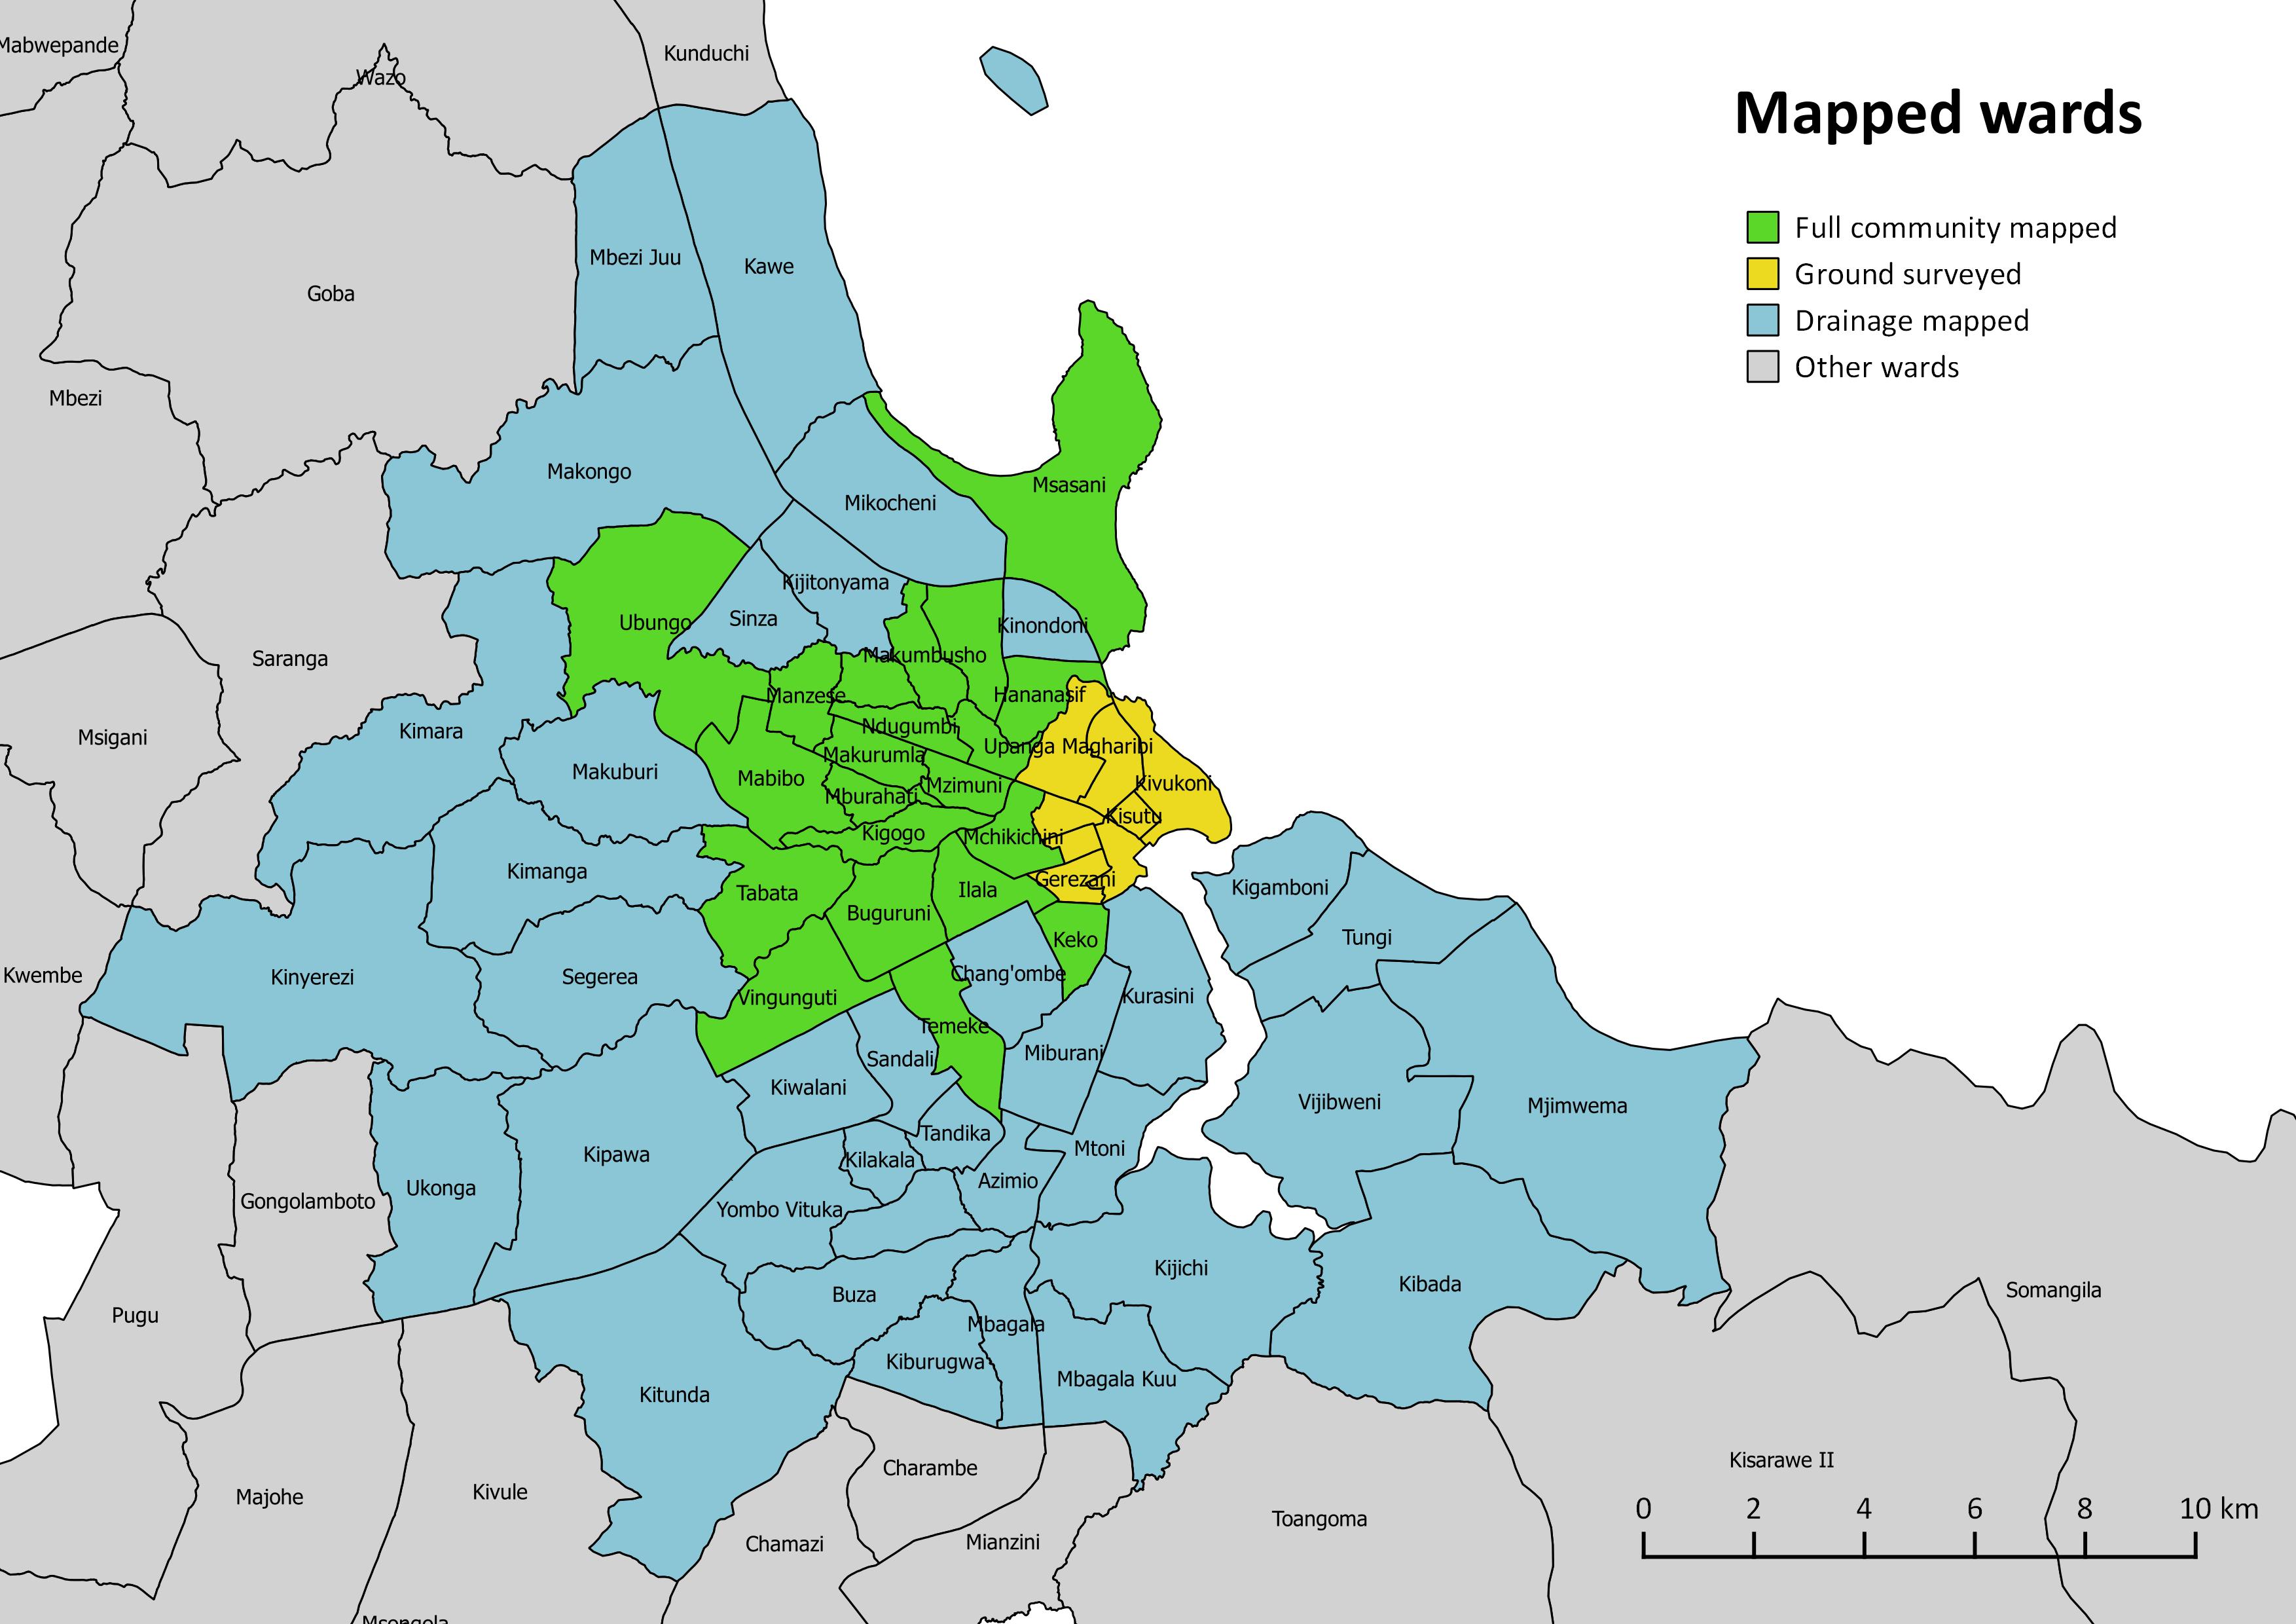 Mabwepande
Kunduchi
Wazo
Mapped wards
Full community mapped
Ground surveyed
Drainage mapped
Other wards
Mbezi Juu
Kawe
Goba
Mbezi
Makongo
Msasani
Mikocheni
Kijitonyama
Ubungo
Sinza
Kinondoni
Saranga
Makumbusho
Manzese
Hananasif
Ndugumbi
Kimara
Msigani
Upanga Magharibi
Makurumla
Makuburi
Mabibo
Mzimuni
Kivukoni
Mburahati
Kisutu
Kigogo
Mchikichini
Kimanga
Tabata
Ilala
Gerezani
Kigamboni
Buguruni
Keko
Tungi
Kwembe
Kinyerezi
Segerea
Chang'ombe
Vingunguti
Kurasini
Temeke
Sandali
Miburani
Kiwalani
Vijibweni
Mjimwema
Tandika
Mtoni
Kipawa
Kilakala
Azimio
Ukonga
Gongolamboto
Yombo Vituka
Kijichi
Kibada
Somangila
Buza
Pugu
Mbagala
Kiburugwa
Mbagala Kuu
Kitunda
Kisarawe II
Charambe
Kivule
Majohe
Toangoma
Mianzini
Chamazi
0 2 4 6 8 10 km
Msongola